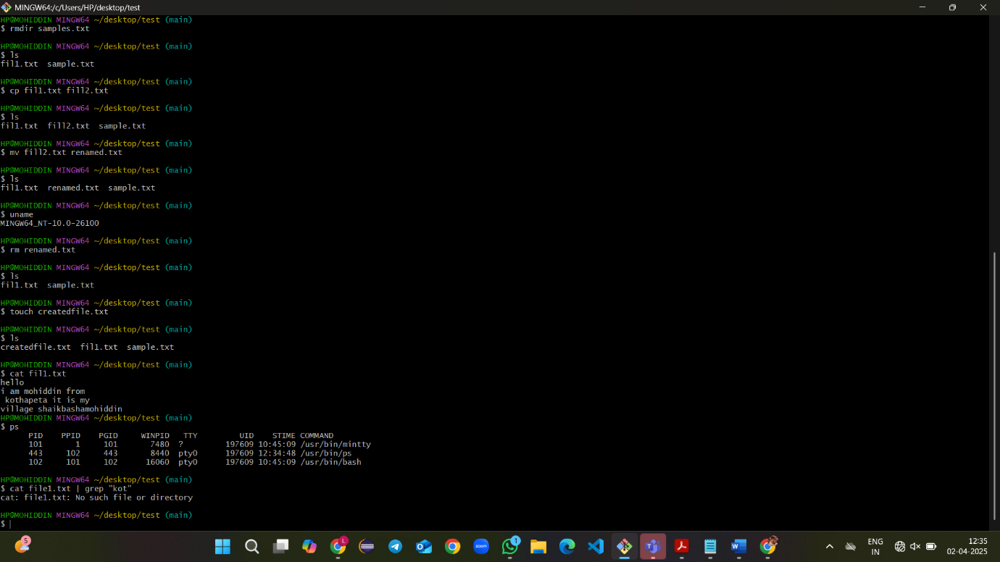 MINGW64:/c/Users/HP/desktop/test
HP@MOHIDDIN MINGW64 ~/desktop/test (main)
$ rmdir samples.txt
HP@MOHIDDIN MINGW64 ~/desktop/test (main)
$ ls
fil1.txt  sample.txt
HP@MOHIDDIN MINGW64 ~/desktop/test (main)
$ cp fil1.txt fill2.txt
HP@MOHIDDIN MINGW64 ~/desktop/test (main)
$ ls
fil1.txt  fill2.txt  sample.txt
HP@MOHIDDIN MINGW64 ~/desktop/test (main)
$ mv fill2.txt renamed.txt
HP@MOHIDDIN MINGW64 ~/desktop/test (main)
$ ls
fil1.txt  renamed.txt  sample.txt
HP@MOHIDDIN MINGW64 ~/desktop/test (main)
$ uname
MINGW64_NT-10.0-26100
HP@MOHIDDIN MINGW64 ~/desktop/test (main)
$ rm renamed.txt
HP@MOHIDDIN MINGW64 ~/desktop/test (main)
$ ls
fil1.txt  sample.txt
HP@MOHIDDIN MINGW64 ~/desktop/test (main)
$ touch createdfile.txt
HP@MOHIDDIN MINGW64 ~/desktop/test (main)
$ ls
createdfile.txt  fil1.txt  sample.txt
HP@MOHIDDIN MINGW64 ~/desktop/test (main)
$ cat fil1.txt
hello
i am mohiddin from
 kothapeta it is my
village shaikbashamohiddin
HP@MOHIDDIN MINGW64 ~/desktop/test (main)
$ ps
PID    PPID    PGID     WINPID   TTY         UID    STIME COMMAND
101       1     101       7480  ?         197609 10:45:09 /usr/bin/mintty
443     102     443       8440  pty0      197609 12:34:48 /usr/bin/ps
102     101     102      16060  pty0      197609 10:45:09 /usr/bin/bash
HP@MOHIDDIN MINGW64 ~/desktop/test (main)
$ cat file1.txt | grep "kot"
cat: file1.txt: No such file or directory
HP@MOHIDDIN MINGW64 ~/desktop/test (main)
$
5
L
zoom
1
ENG
IN
12:35
02-04-2025